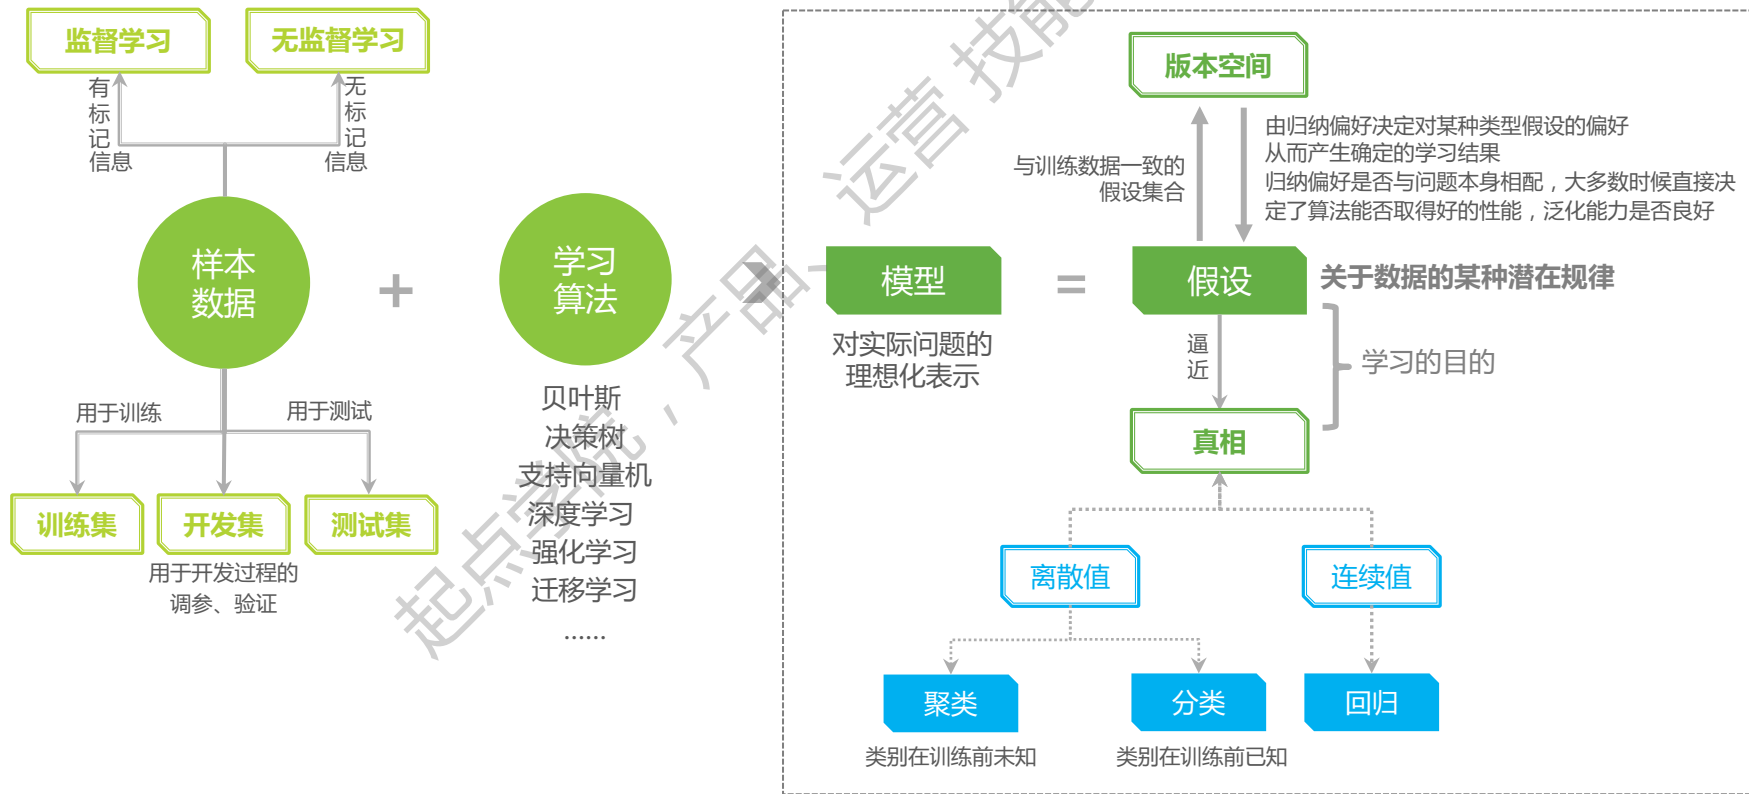 监督学习
无监督学习
有
标
记
信息
无
标
记
信息
样本
数据
+
学习
算法
用于训练
用于测试
训练集
开发集
测试集
用于开发过程的
调参、验证
贝叶斯
决策树
支持向量机
深度学习
强化学习
迁移学习
......
版本空间
与训练数据一致的
假设集合
由归纳偏好决定对某种类型假设的偏好
从而产生确定的学习结果
归纳偏好是否与问题本身相配，大多数时候直接决
定了算法能否取得好的性能，泛化能力是否良好
模型
=
假设
关于数据的某种潜在规律
对实际问题的
理想化表示
逼
近
学习的目的
真相
离散值
连续值
聚类
分类
回归
类别在训练前未知
类别在训练前已知
起点学院，产品、运营 技能